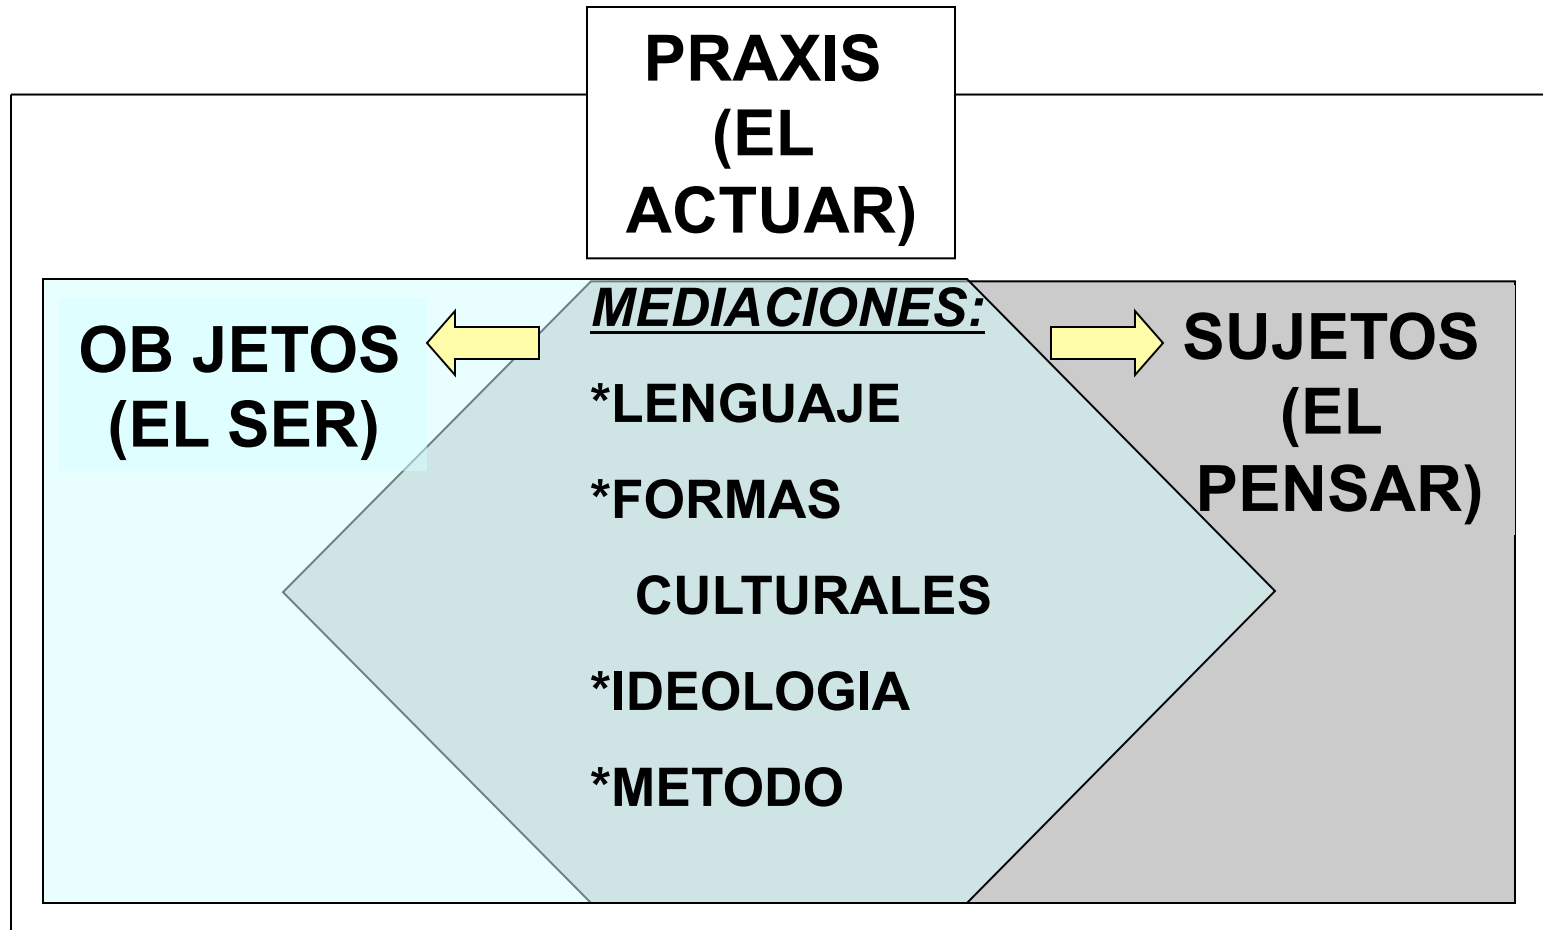 PRAXIS
(EL
ACTUAR)
OB JETOS
(EL SER)
MEDIACIONES:
*LENGUAJE
*FORMAS
CULTURALES
*IDEOLOGIA
*METODO
SUJETOS
(EL
PENSAR)